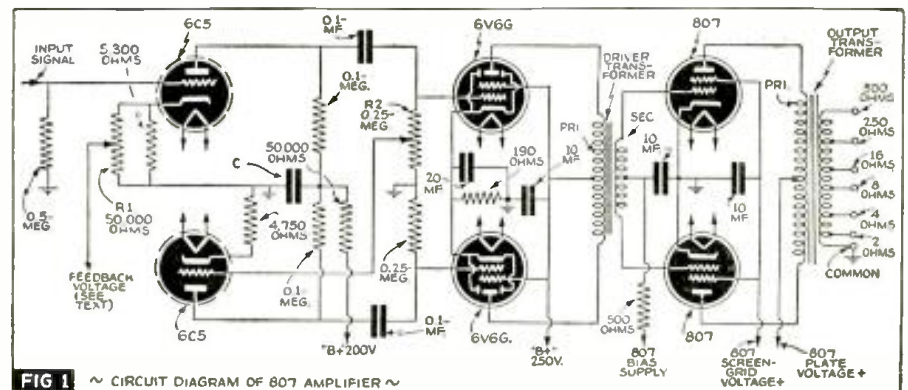 INPUT
SIGNAL
5,300
OHMS
6C5
0.1-
MF.
6V6G
DRIVER
TRANS-
FORMER
807
OUTPUT
TRANS-
FORMER
0.1-
MEG.
R2
0.25-
MEG
PRI.
SEC
PRI.
250
OHMS
16
OHMS
8
OHMS
4
OHMS
2
OHMS
COMMON
C
50,000
OHMS
20
MF.
190
OHMS
10
MF.
10
MF.
10
MF.
0.5-
MEG
R1
50,000
OHMS
4,750
OHMS
FEEDBACK
VOLTAGE
(SEE
TEXT)
6C5
0.1-
MEG.
0.25-
MEG.
0.1-
MF.
"B+"200V
6V6G.
"B+"
250V.
500
OHMS
807
BIAS
SUPPLY
807
807
SCREEN-
GRID
VOLTAGE+
807
PLATE
VOLTAGE+
FIG 1 ~ CIRCUIT DIAGRAM OF 807 AMPLIFIER ~